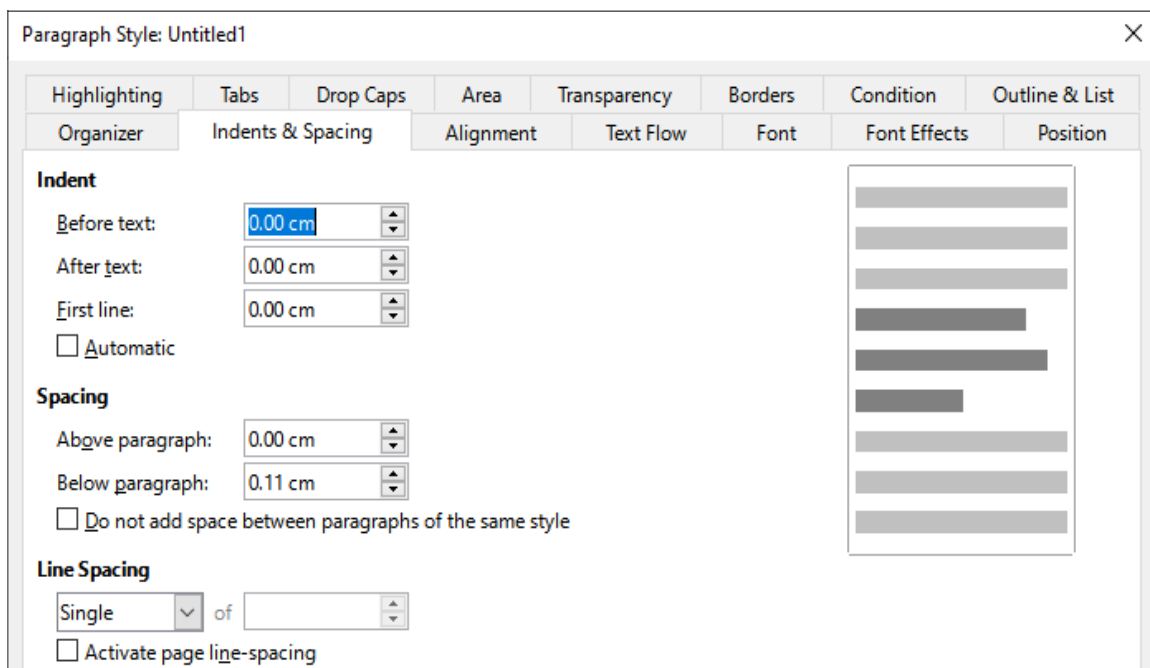 Paragraph Style: Untitled1
Highlighting Tabs Drop Caps Area Transparency Borders Condition Outline & List
Organizer Indents & Spacing Alignment Text Flow Font Font Effects Position
Indent
Before text: 0.00 cm
After text: 0.00 cm
First line: 0.00 cm
Automatic
Spacing
Above paragraph: 0.00 cm
Below paragraph: 0.11 cm
Do not add space between paragraphs of the same style
Line Spacing
Single of
Activate page line-spacing